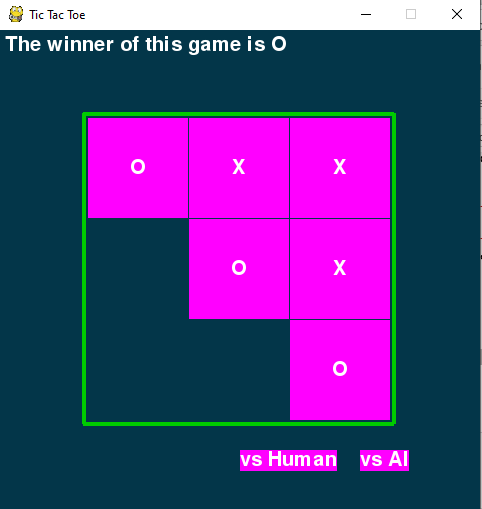 Tic Tac Toe
The winner of this game is O
O X X
O X
O
vs Human vs AI